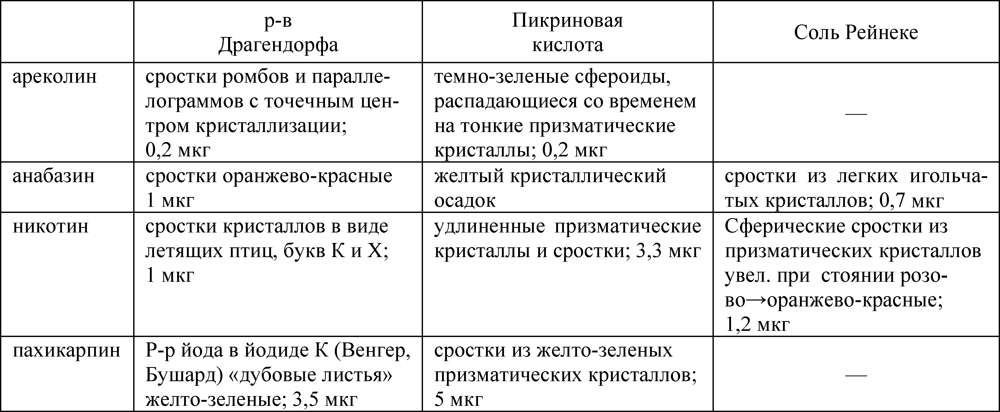 р-в
Драгендорфа
Пикриновая
кислота
Соль Рейнеке
ареколин
сростки ромбов и паралле-
лограммов с точечным цен-
тром кристаллизации;
0,2 мкг
темно-зеленые сфероиды,
распадающиеся со временем
на тонкие призматические
кристаллы; 0,2 мкг
—
анабазин
сростки оранжево-красные
1 мкг
желтый кристаллический
осадок
сростки из легких игольча-
тых кристаллов; 0,7 мкг
никотин
сростки кристаллов в виде
летящих птиц, букв К и Х;
1 мкг
удлиненные призматические
кристаллы и сростки; 3,3 мкг
Сферические сростки из
призматических кристаллов
увел. при стоянии розо-
во→оранжево-красные;
1,2 мкг
пахикарпин
Р-р йода в йодиде К (Венгер,
Бушард) «дубовые листья»
желто-зеленые; 3,5 мкг
сростки из желто-зеленых
призматических кристаллов;
5 мкг
—